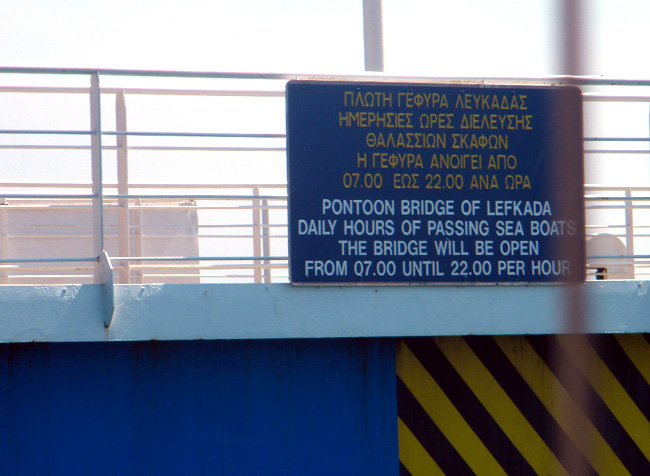 ΠΛΩΤΗ ΓΕΦΥΡΑ ΛΕΥΚΑΔΑΣ
ΗΜΕΡΗΣΙΕΣ ΩΡΕΣ ΔΙΕΛΕΥΣΗΣ
ΘΑΛΑΣΣΙΩΝ ΣΚΑΦΩΝ
Η ΓΕΦΥΡΑ ΑΝΟΙΓΕΙ ΑΠΟ
07.00 ΕΩΣ 22.00 ΑΝΑ ΩΡΑ
PONTOON BRIDGE OF LEFKADA
DAILY HOURS OF PASSING SEA BOATS
THE BRIDGE WILL BE OPEN
FROM 07.00 UNTIL 22.00 PER HOUR